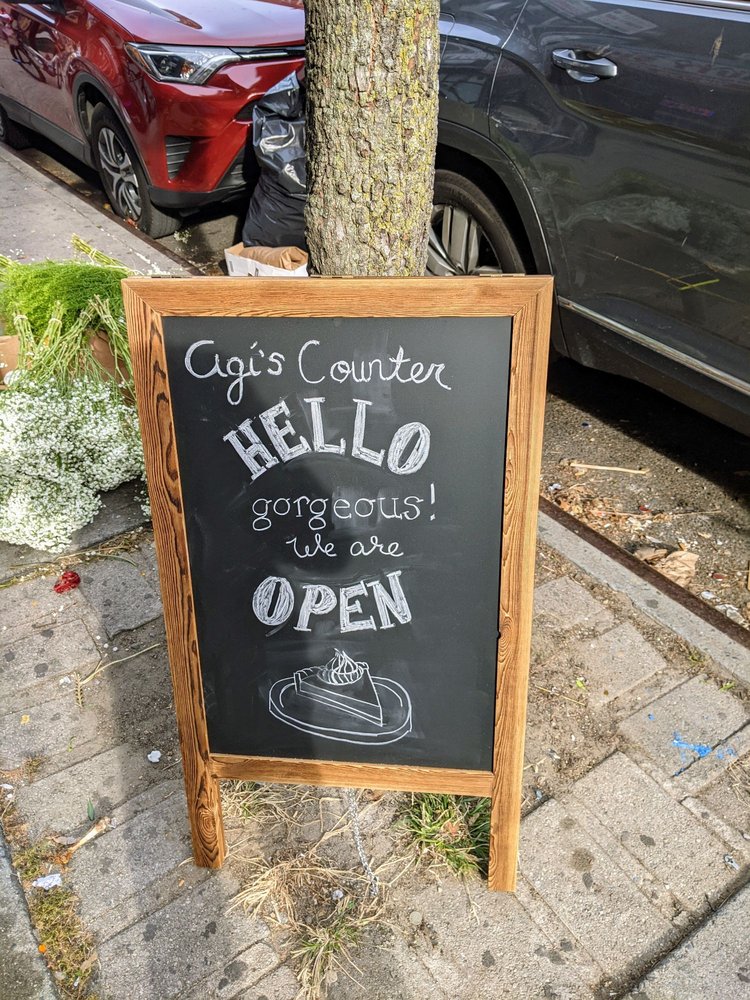 Agi's Counter
HELLO
gorgeous!
We are
OPEN